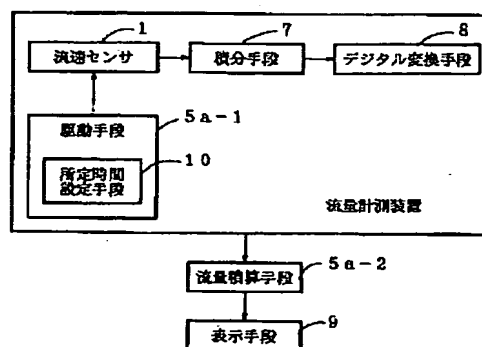 1
7
8
流速センサ
積分手段
デジタル変換手段
5a-1
駆動手段
10
所定時間
設定手段
流量計測装置
5a-2
流量積算手段
9
表示手段